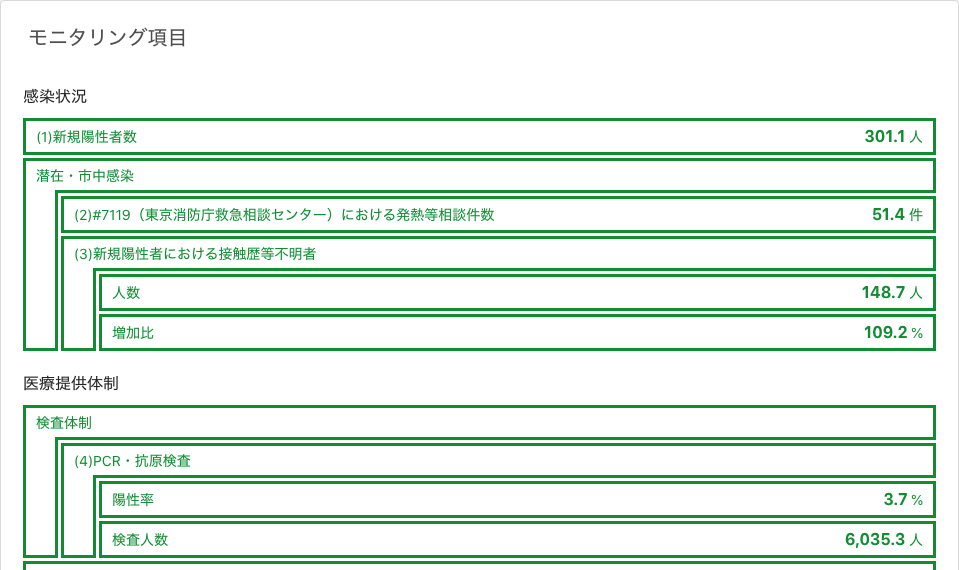 モニタリング項目
感染状況
(1)新規陽性者数 301.1 人
潜在・市中感染
(2)#7119（東京消防庁救急相談センター）における発熱等相談件数 51.4 件
(3)新規陽性者における接触歴等不明者
人数 148.7 人
増加比 109.2 %
医療提供体制
検査体制
(4)PCR・抗原検査
陽性率 3.7 %
検査人数 6,035.3 人